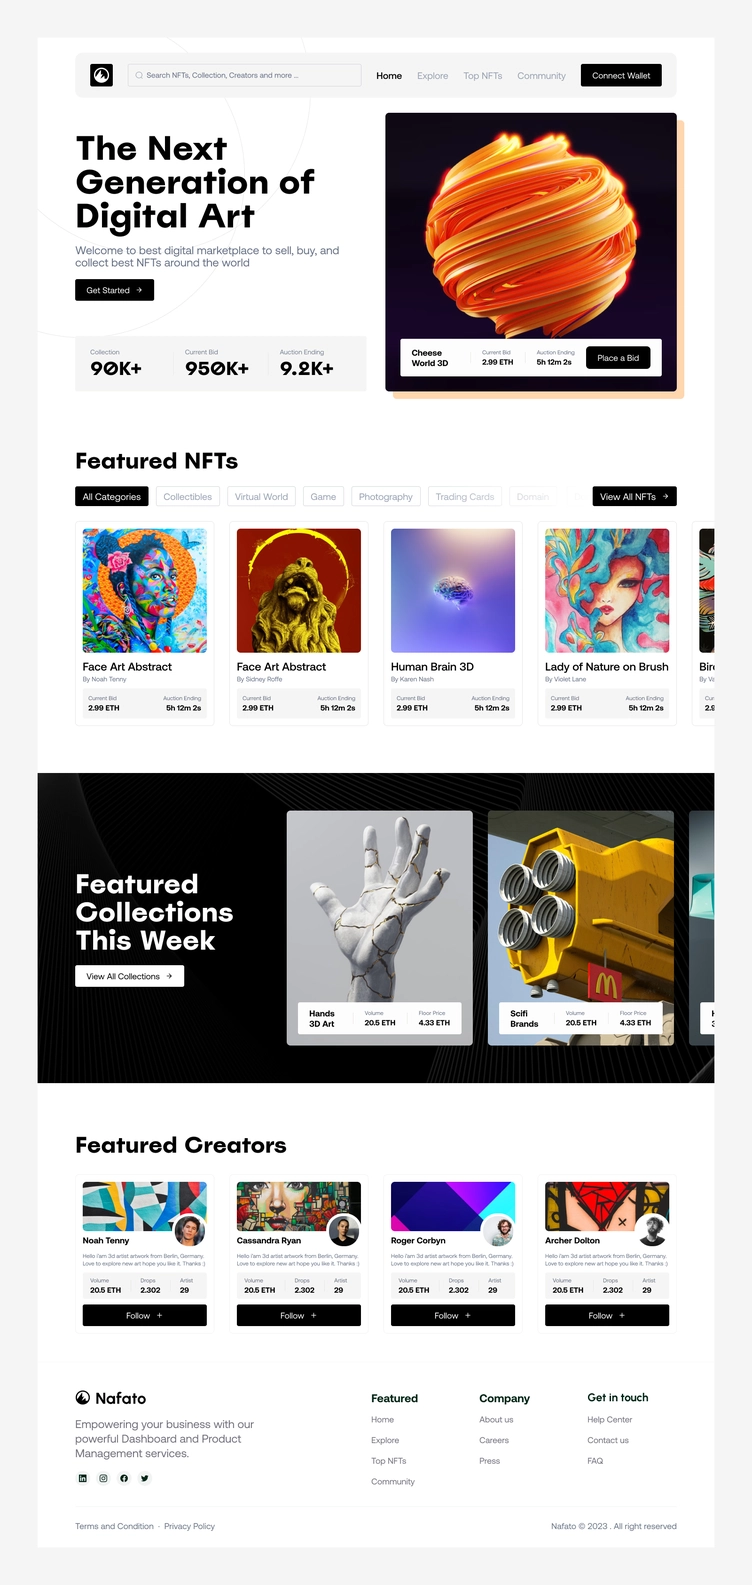 Search NFTs, Collection, Creators and more ...
Home
Explore
Top NFTs
Community
Connect Wallet
The Next
Generation of
Digital Art
Welcome to best digital marketplace to sell, buy, and
collect best NFTs around the world
Get Started
Collection
90K+
Current Bid
950K+
Auction Ending
9.2K+
Cheese
World 3D
Current Bid
2.99 ETH
Auction Ending
5h 12m 2s
Place a Bid
Featured NFTs
All Categories
Collectibles
Virtual World
Game
Photography
Trading Cards
Domain
View All NFTs
Face Art Abstract
By Noah Tenny
Current Bid
2.99 ETH
Auction Ending
5h 12m 2s
Face Art Abstract
By Sidney Roffe
Current Bid
2.99 ETH
Auction Ending
5h 12m 2s
Human Brain 3D
By Karen Nash
Current Bid
2.99 ETH
Auction Ending
5h 12m 2s
Lady of Nature on Brush
By Violet Lane
Current Bid
2.99 ETH
Auction Ending
5h 12m 2s
Featured
Collections
This Week
View All Collections
Hands
3D Art
Volume
20.5 ETH
Floor Price
4.33 ETH
Scifi
Brands
Volume
20.5 ETH
Floor Price
4.33 ETH
Featured Creators
Noah Tenny
Hello I'am 3d artist artwork from Berlin, Germany.
Love to explore new art hope you like it. Thanks :)
Volume
20.5 ETH
Drops
2.302
Artist
29
Follow +
Cassandra Ryan
Hello I'am 3d artist artwork from Berlin, Germany.
Love to explore new art hope you like it. Thanks :)
Volume
20.5 ETH
Drops
2.302
Artist
29
Follow +
Roger Corbyn
Hello I'am 3d artist artwork from Berlin, Germany.
Love to explore new art hope you like it. Thanks :)
Volume
20.5 ETH
Drops
2.302
Artist
29
Follow +
Archer Dolton
Hello I'am 3d artist artwork from Berlin, Germany.
Love to explore new art hope you like it. Thanks :)
Volume
20.5 ETH
Drops
2.302
Artist
29
Follow +
Nafato
Empowering your business with our
powerful Dashboard and Product
Management services.
Featured
Home
Explore
Top NFTs
Community
Company
About us
Careers
Press
Get in touch
Help Center
Contact us
FAQ
Terms and Condition · Privacy Policy
Nafato © 2023 . All right reserved